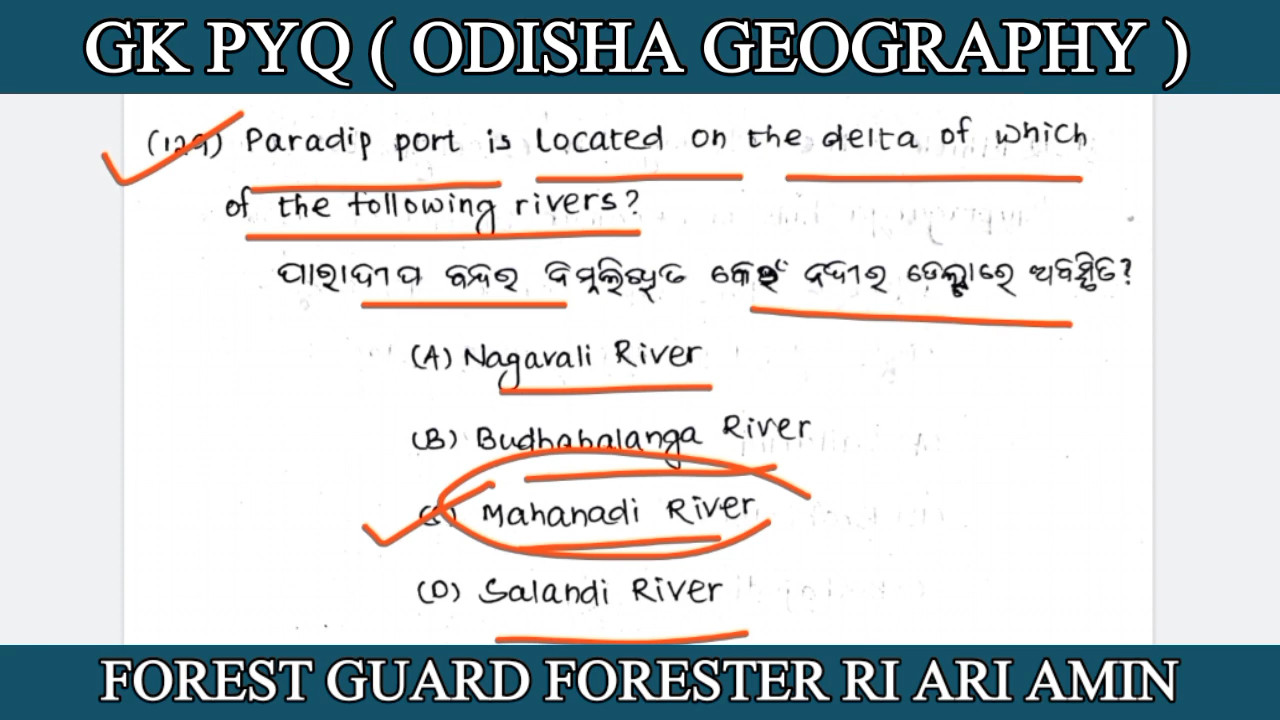 GK PYQ ( ODISHA GEOGRAPHY )
(129) Paradip port is located on the delta of which
of the following rivers?
ପାରାଦୀପ ବନ୍ଦର ନିମ୍ନଲିଖିତ କେଉଁ ନଦୀର ଡେଲ୍ଟାରେ ଅବସ୍ଥିତ?
(A) Nagavali River
(B) Budhabalanga River
(C) Mahanadi River
(D) Salandi River
FOREST GUARD FORESTER RI ARI AMIN